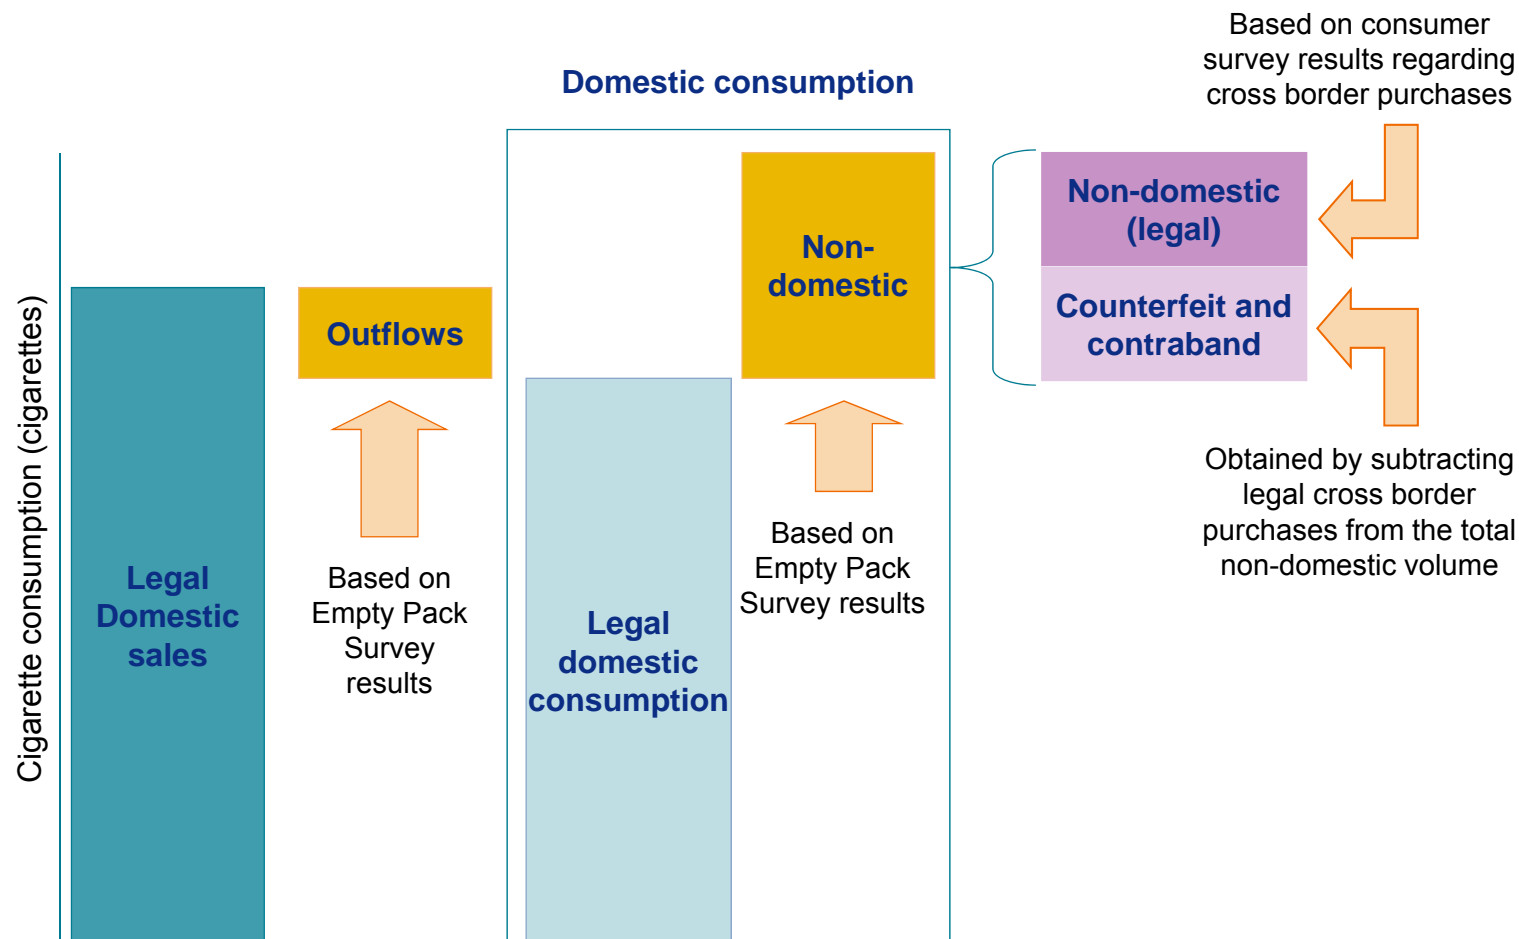 Based on consumer
survey results regarding
cross border purchases
Domestic consumption
Cigarette consumption (cigarettes)
Legal
Domestic
sales
Outflows
Based on
Empty Pack
Survey
results
Legal
domestic
consumption
Non-
domestic
Based on
Empty Pack
Survey results
Non-domestic
(legal)
Counterfeit and
contraband
Obtained by subtracting
legal cross border
purchases from the total
non-domestic volume